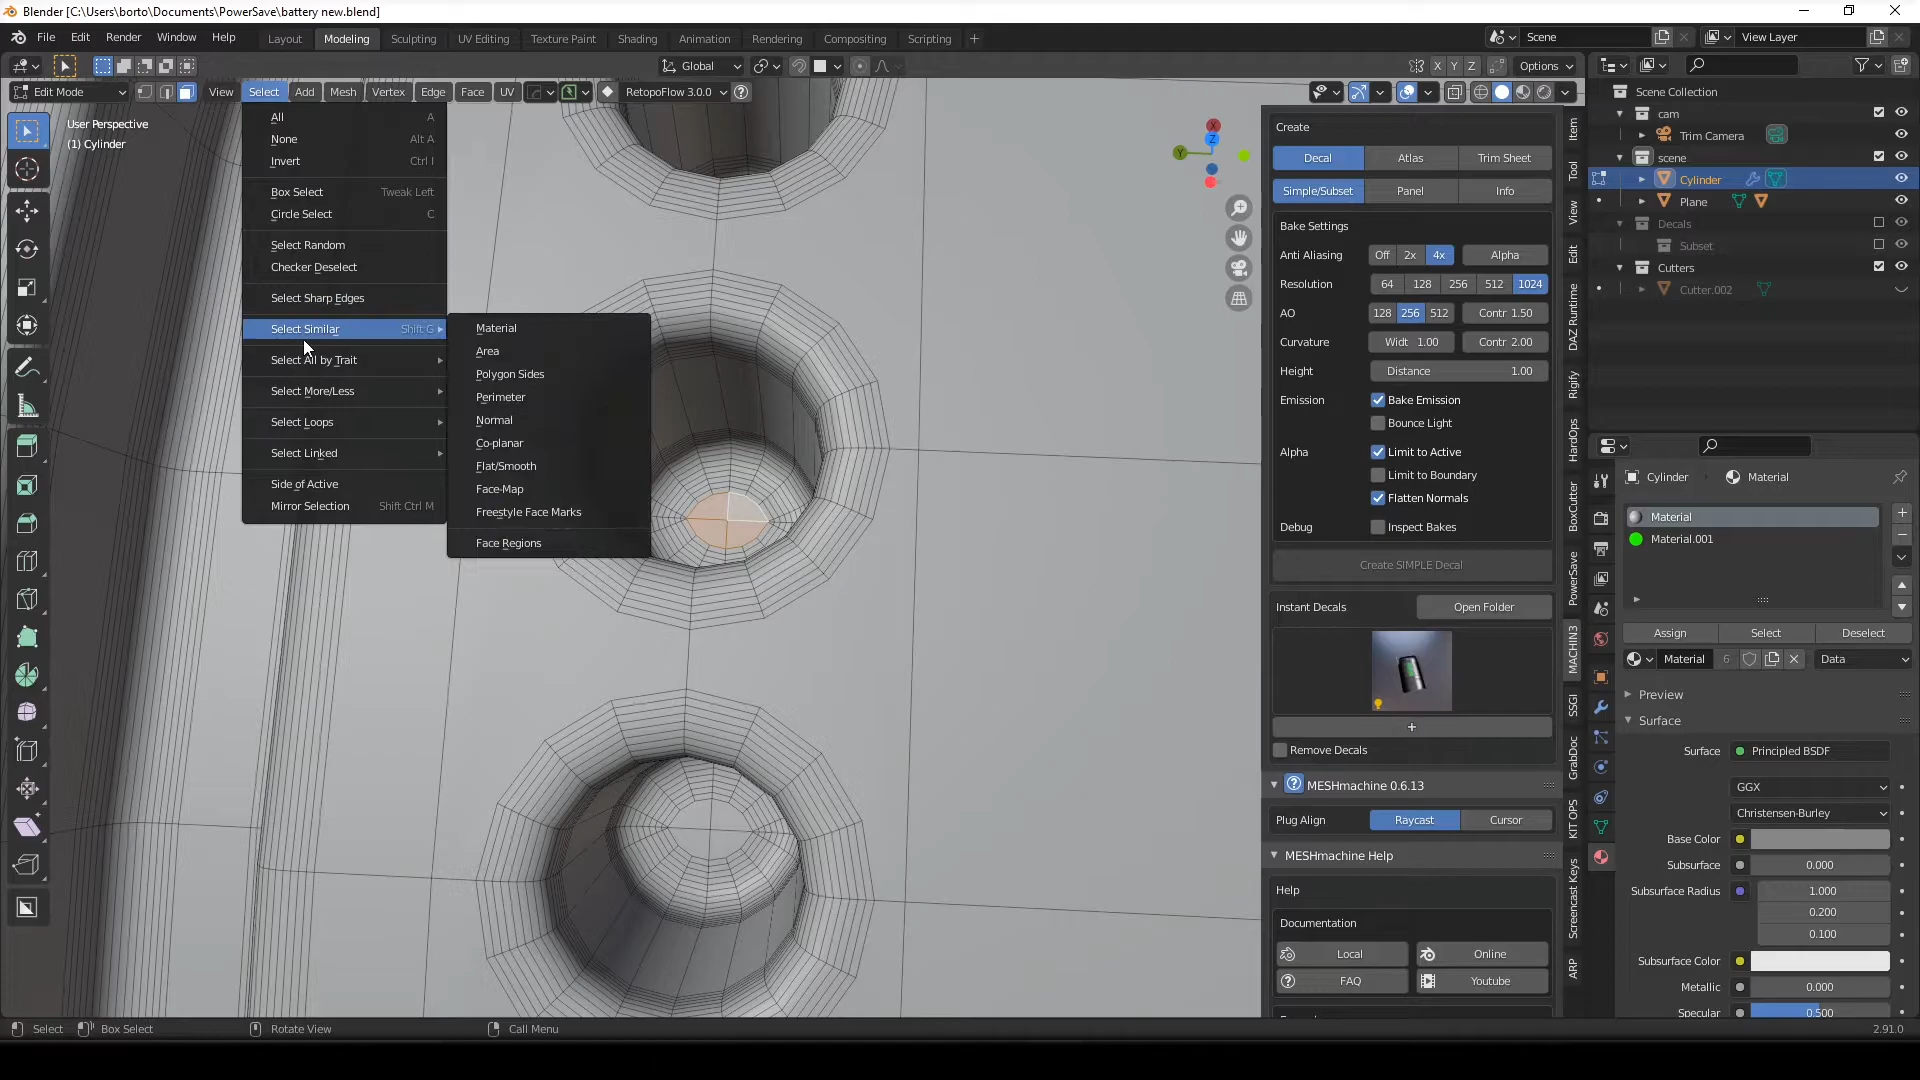 Blender [C:\Users\borto\Documents\PowerSave\battery new.blend]
File Edit Render Window Help
Layout Modeling Sculpting UV Editing Texture Paint Shading Animation Rendering Compositing Scripting +
Scene View Layer
Global X Y Z Options
Edit Mode View Select Add Mesh Vertex Edge Face UV RetopoFlow 3.0.0
User Perspective
(1) Cylinder
All A
None Alt A
Invert Ctrl I
Box Select Tweak Left
Circle Select C
Select Random
Checker Deselect
Select Sharp Edges
Select Similar Shift G
Select All by Trait
Select More/Less
Select Loops
Select Linked
Side of Active
Mirror Selection Shift Ctrl M
Material
Area
Polygon Sides
Perimeter
Normal
Co-planar
Flat/Smooth
Face-Map
Freestyle Face Marks
Face Regions
X
Y
Z
Create
Decal Atlas Trim Sheet
Simple/Subset Panel Info
Bake Settings
Anti Aliasing Off 2x 4x Alpha
Resolution 64 128 256 512 1024
AO 128 256 512 Contr 1.50
Curvature Widt 1.00 Contr 2.00
Height Distance 1.00
Emission Bake Emission
Bounce Light
Alpha Limit to Active
Limit to Boundary
Flatten Normals
Debug Inspect Bakes
Create SIMPLE Decal
Instant Decals Open Folder
+
Remove Decals
MESHmachine 0.6.13
Plug Align Raycast Cursor
MESHmachine Help
Help
Documentation
Local Online
FAQ Youtube
Item
Tool
View
Edit
DAZ Runtime
Rigify
HardOps
BoxCutter
PowerSave
MACHIN3
SSGI
GrabDoc
KIT OPS
Screencast Keys
ARP
Scene Collection
cam
Trim Camera
scene
Cylinder
Plane
Decals
Subset
Cutters
Cutter.002
Cylinder Material
Material
Material.001
Assign Select Deselect
Material 6 Data
Preview
Surface
Surface Principled BSDF
GGX
Christensen-Burley
Base Color
Subsurface 0.000
Subsurface Radius 1.000
0.200
0.100
Subsurface Color
Metallic 0.000
Specular 0.500
Select Box Select Rotate View Call Menu 2.91.0